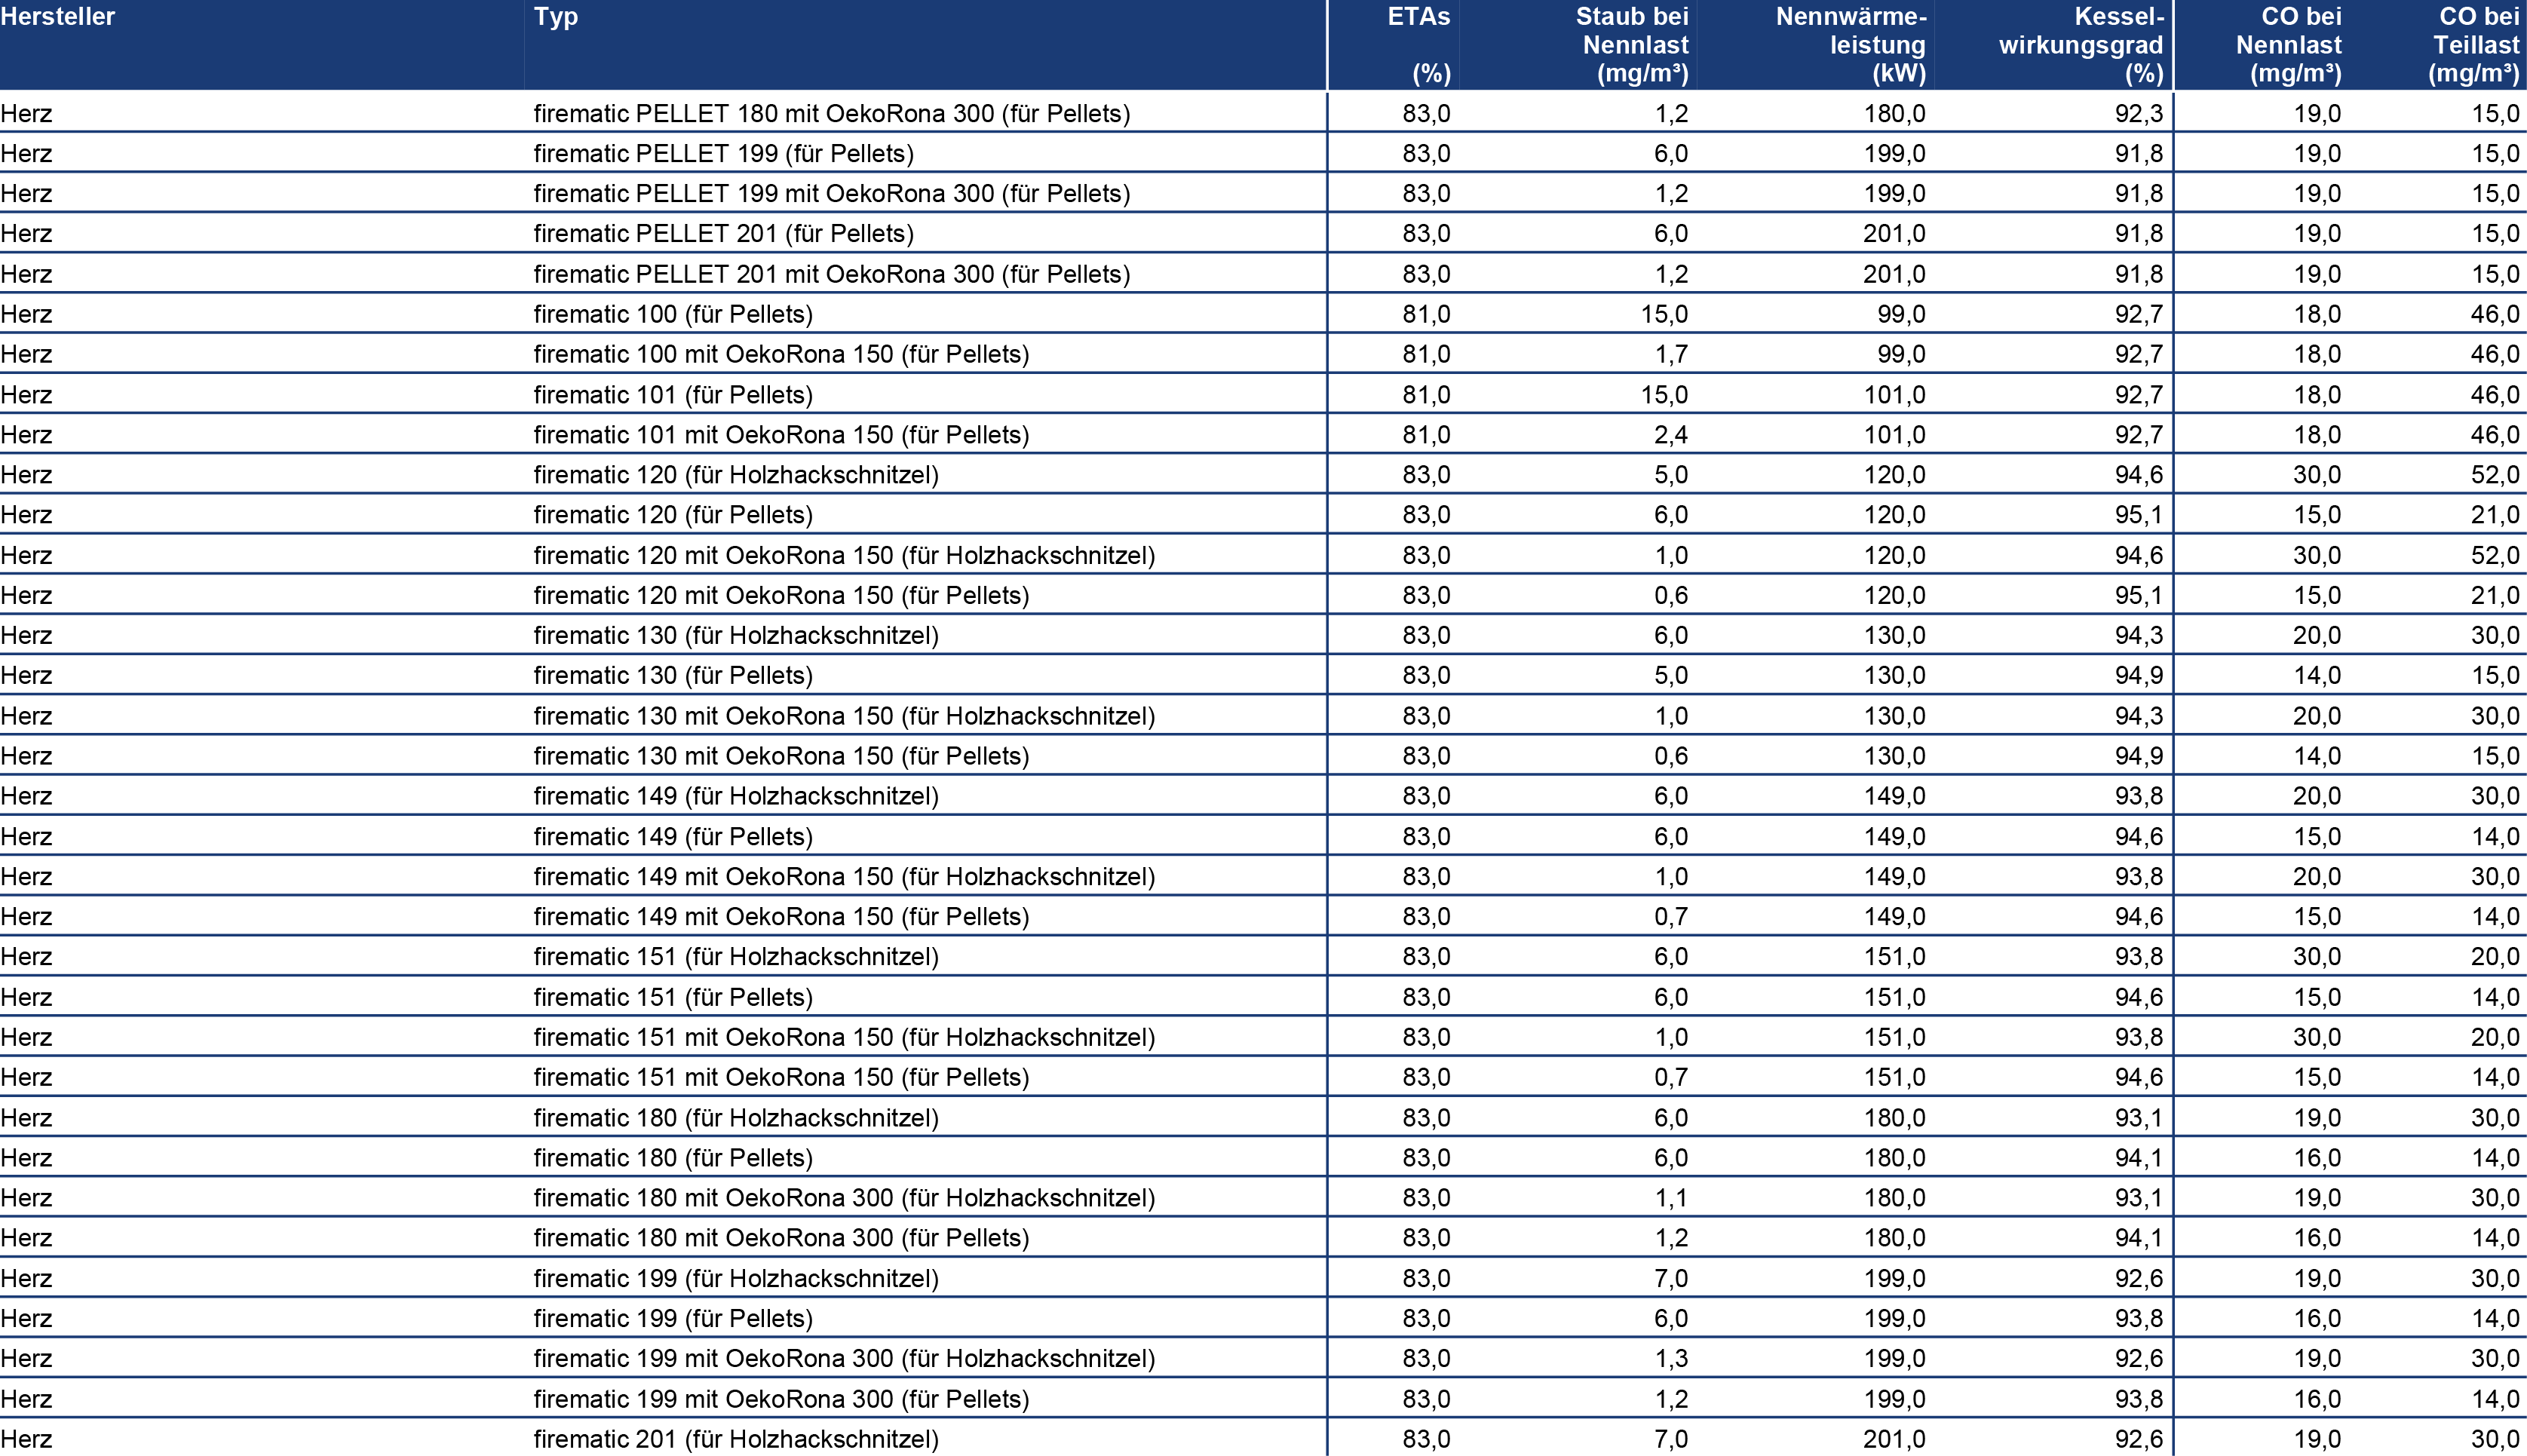 Hersteller Typ ETAs Staub bei Nennwärme- Kessel- CO bei CO bei
Nennlast leistung wirkungsgrad Nennlast Teillast
(%) (mg/m³) (kW) (%) (mg/m³) (mg/m³)
Herz firematic PELLET 180 mit OekoRona 300 (für Pellets) 83,0 1,2 180,0 92,3 19,0 15,0
Herz firematic PELLET 199 (für Pellets) 83,0 6,0 199,0 91,8 19,0 15,0
Herz firematic PELLET 199 mit OekoRona 300 (für Pellets) 83,0 1,2 199,0 91,8 19,0 15,0
Herz firematic PELLET 201 (für Pellets) 83,0 6,0 201,0 91,8 19,0 15,0
Herz firematic PELLET 201 mit OekoRona 300 (für Pellets) 83,0 1,2 201,0 91,8 19,0 15,0
Herz firematic 100 (für Pellets) 81,0 15,0 99,0 92,7 18,0 46,0
Herz firematic 100 mit OekoRona 150 (für Pellets) 81,0 1,7 99,0 92,7 18,0 46,0
Herz firematic 101 (für Pellets) 81,0 15,0 101,0 92,7 18,0 46,0
Herz firematic 101 mit OekoRona 150 (für Pellets) 81,0 2,4 101,0 92,7 18,0 46,0
Herz firematic 120 (für Holzhackschnitzel) 83,0 5,0 120,0 94,6 30,0 52,0
Herz firematic 120 (für Pellets) 83,0 6,0 120,0 95,1 15,0 21,0
Herz firematic 120 mit OekoRona 150 (für Holzhackschnitzel) 83,0 1,0 120,0 94,6 30,0 52,0
Herz firematic 120 mit OekoRona 150 (für Pellets) 83,0 0,6 120,0 95,1 15,0 21,0
Herz firematic 130 (für Holzhackschnitzel) 83,0 6,0 130,0 94,3 20,0 30,0
Herz firematic 130 (für Pellets) 83,0 5,0 130,0 94,9 14,0 15,0
Herz firematic 130 mit OekoRona 150 (für Holzhackschnitzel) 83,0 1,0 130,0 94,3 20,0 30,0
Herz firematic 130 mit OekoRona 150 (für Pellets) 83,0 0,6 130,0 94,9 14,0 15,0
Herz firematic 149 (für Holzhackschnitzel) 83,0 6,0 149,0 93,8 20,0 30,0
Herz firematic 149 (für Pellets) 83,0 6,0 149,0 94,6 15,0 14,0
Herz firematic 149 mit OekoRona 150 (für Holzhackschnitzel) 83,0 1,0 149,0 93,8 20,0 30,0
Herz firematic 149 mit OekoRona 150 (für Pellets) 83,0 0,7 149,0 94,6 15,0 14,0
Herz firematic 151 (für Holzhackschnitzel) 83,0 6,0 151,0 93,8 30,0 20,0
Herz firematic 151 (für Pellets) 83,0 6,0 151,0 94,6 15,0 14,0
Herz firematic 151 mit OekoRona 150 (für Holzhackschnitzel) 83,0 1,0 151,0 93,8 30,0 20,0
Herz firematic 151 mit OekoRona 150 (für Pellets) 83,0 0,7 151,0 94,6 15,0 14,0
Herz firematic 180 (für Holzhackschnitzel) 83,0 6,0 180,0 93,1 19,0 30,0
Herz firematic 180 (für Pellets) 83,0 6,0 180,0 94,1 16,0 14,0
Herz firematic 180 mit OekoRona 300 (für Holzhackschnitzel) 83,0 1,1 180,0 93,1 19,0 30,0
Herz firematic 180 mit OekoRona 300 (für Pellets) 83,0 1,2 180,0 94,1 16,0 14,0
Herz firematic 199 (für Holzhackschnitzel) 83,0 7,0 199,0 92,6 19,0 30,0
Herz firematic 199 (für Pellets) 83,0 6,0 199,0 93,8 16,0 14,0
Herz firematic 199 mit OekoRona 300 (für Holzhackschnitzel) 83,0 1,3 199,0 92,6 19,0 30,0
Herz firematic 199 mit OekoRona 300 (für Pellets) 83,0 1,2 199,0 93,8 16,0 14,0
Herz firematic 201 (für Holzhackschnitzel) 83,0 7,0 201,0 92,6 19,0 30,0